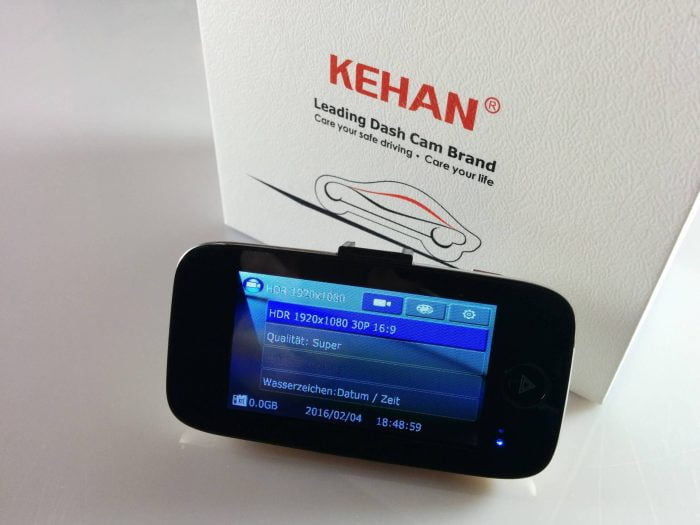 KEHAN®
Leading Dash Cam Brand
Care your safe driving • Care your life
HDR 1920x1080
HDR 1920x1080 30P 16:9
Qualität: Super
Wasserzeichen:Datum / Zeit
0.0GB 2016/02/04 18:48:59